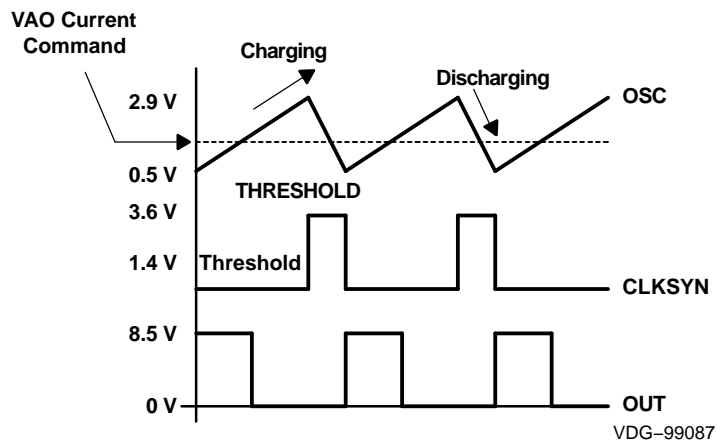 VAO Current
Command
Charging
Discharging
2.9 V
OSC
0.5 V
THRESHOLD
3.6 V
1.4 V
Threshold
CLKSYN
8.5 V
0 V
OUT
VDG–99087